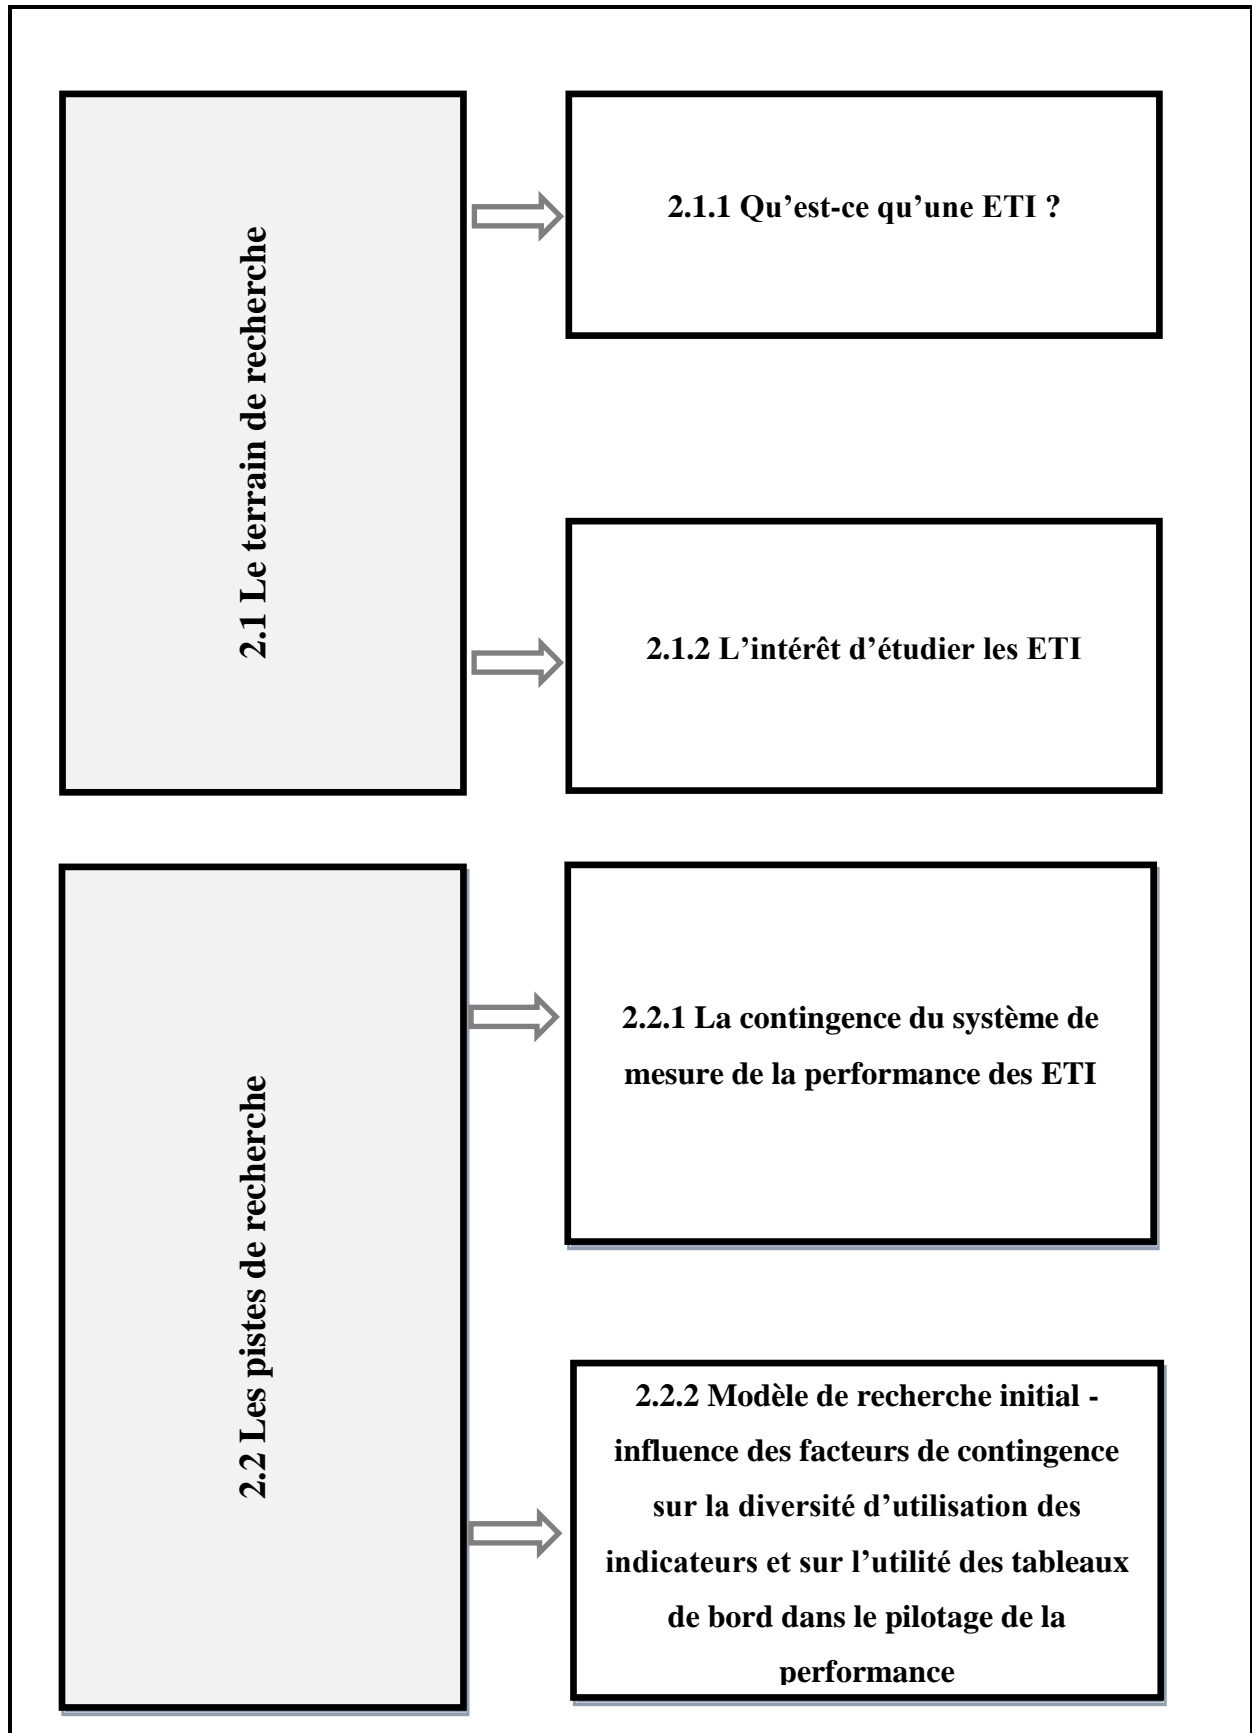 2.1 Le terrain de recherche
2.1.1 Qu’est-ce qu’une ETI ?
2.1.2 L’intérêt d’étudier les ETI
2.2 Les pistes de recherche
2.2.1 La contingence du système de
mesure de la performance des ETI
2.2.2 Modèle de recherche initial -
influence des facteurs de contingence
sur la diversité d’utilisation des
indicateurs et sur l’utilité des tableaux
de bord dans le pilotage de la
performance